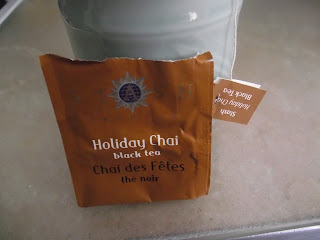 Holiday Chai
black tea
Chai des Fêtes
thé noir
Stash
Holiday Chai
Black Tea